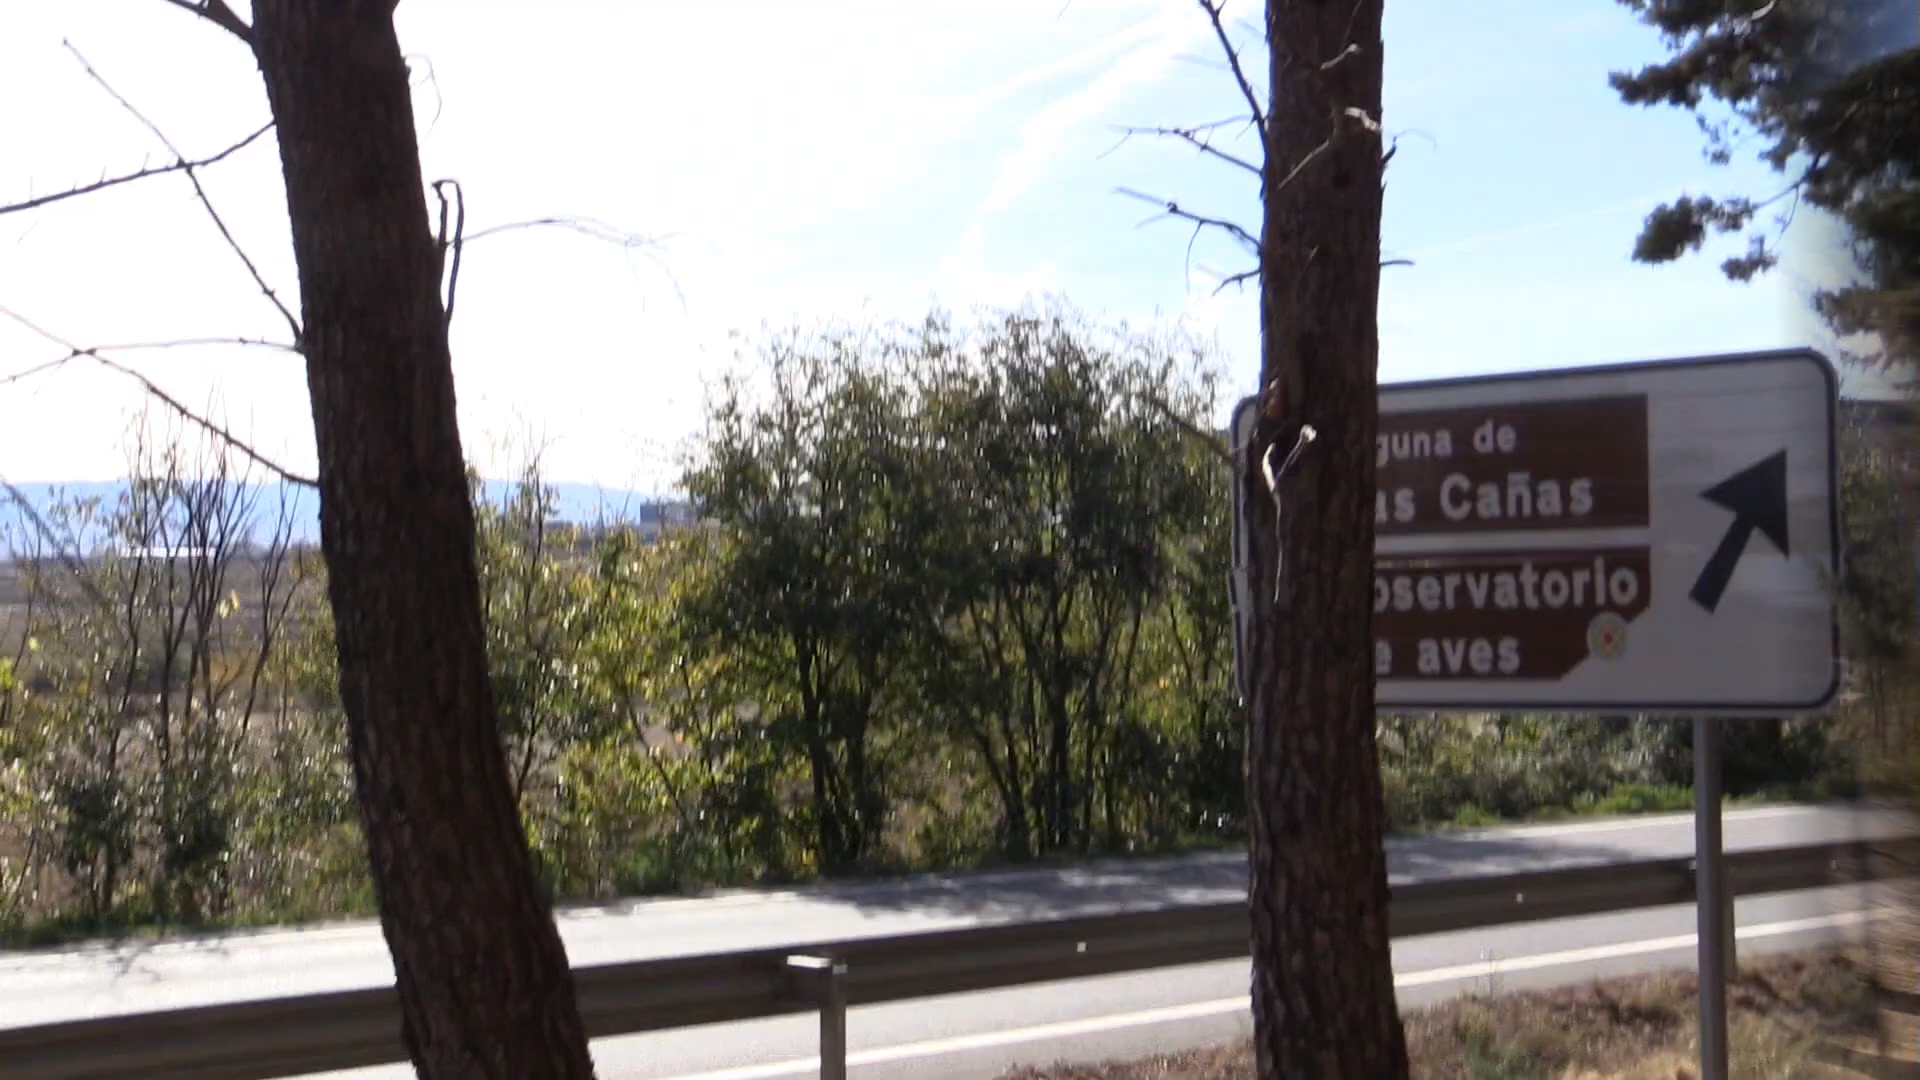 guna de
as Cañas
bservatorio
e aves